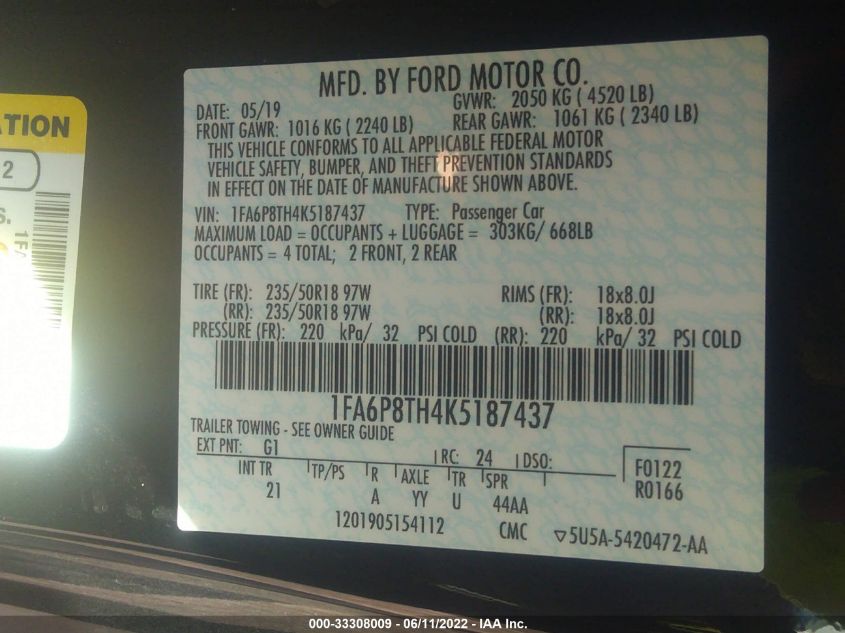 ATION
2
S.
1FA
MFD. BY FORD MOTOR CO.
DATE: 05/19 GVWR: 2050 KG ( 4520 LB)
FRONT GAWR: 1016 KG ( 2240 LB) REAR GAWR: 1061 KG ( 2340 LB)
THIS VEHICLE CONFORMS TO ALL APPLICABLE FEDERAL MOTOR
VEHICLE SAFETY, BUMPER, AND THEFT PREVENTION STANDARDS
IN EFFECT ON THE DATE OF MANUFACTURE SHOWN ABOVE.
VIN: 1FA6P8TH4K5187437 TYPE: Passenger Car
MAXIMUM LOAD = OCCUPANTS + LUGGAGE = 303KG/ 668LB
OCCUPANTS = 4 TOTAL; 2 FRONT, 2 REAR
TIRE (FR): 235/50R18 97W RIMS (FR): 18x8.0J
(RR): 235/50R18 97W (RR): 18x8.0J
PRESSURE (FR): 220 kPa/ 32 PSI COLD (RR): 220 kPa/ 32 PSI COLD
1FA6P8TH4K5187437
TRAILER TOWING - SEE OWNER GUIDE
EXT PNT: G1 RC: 24 DSO:
INT TR TP/PS R AXLE TR SPR
21 A YY U 44AA
F0122
R0166
1201905154112 CMC ▽5U5A-5420472-AA
000-33308009 - 06/11/2022 - IAA Inc.